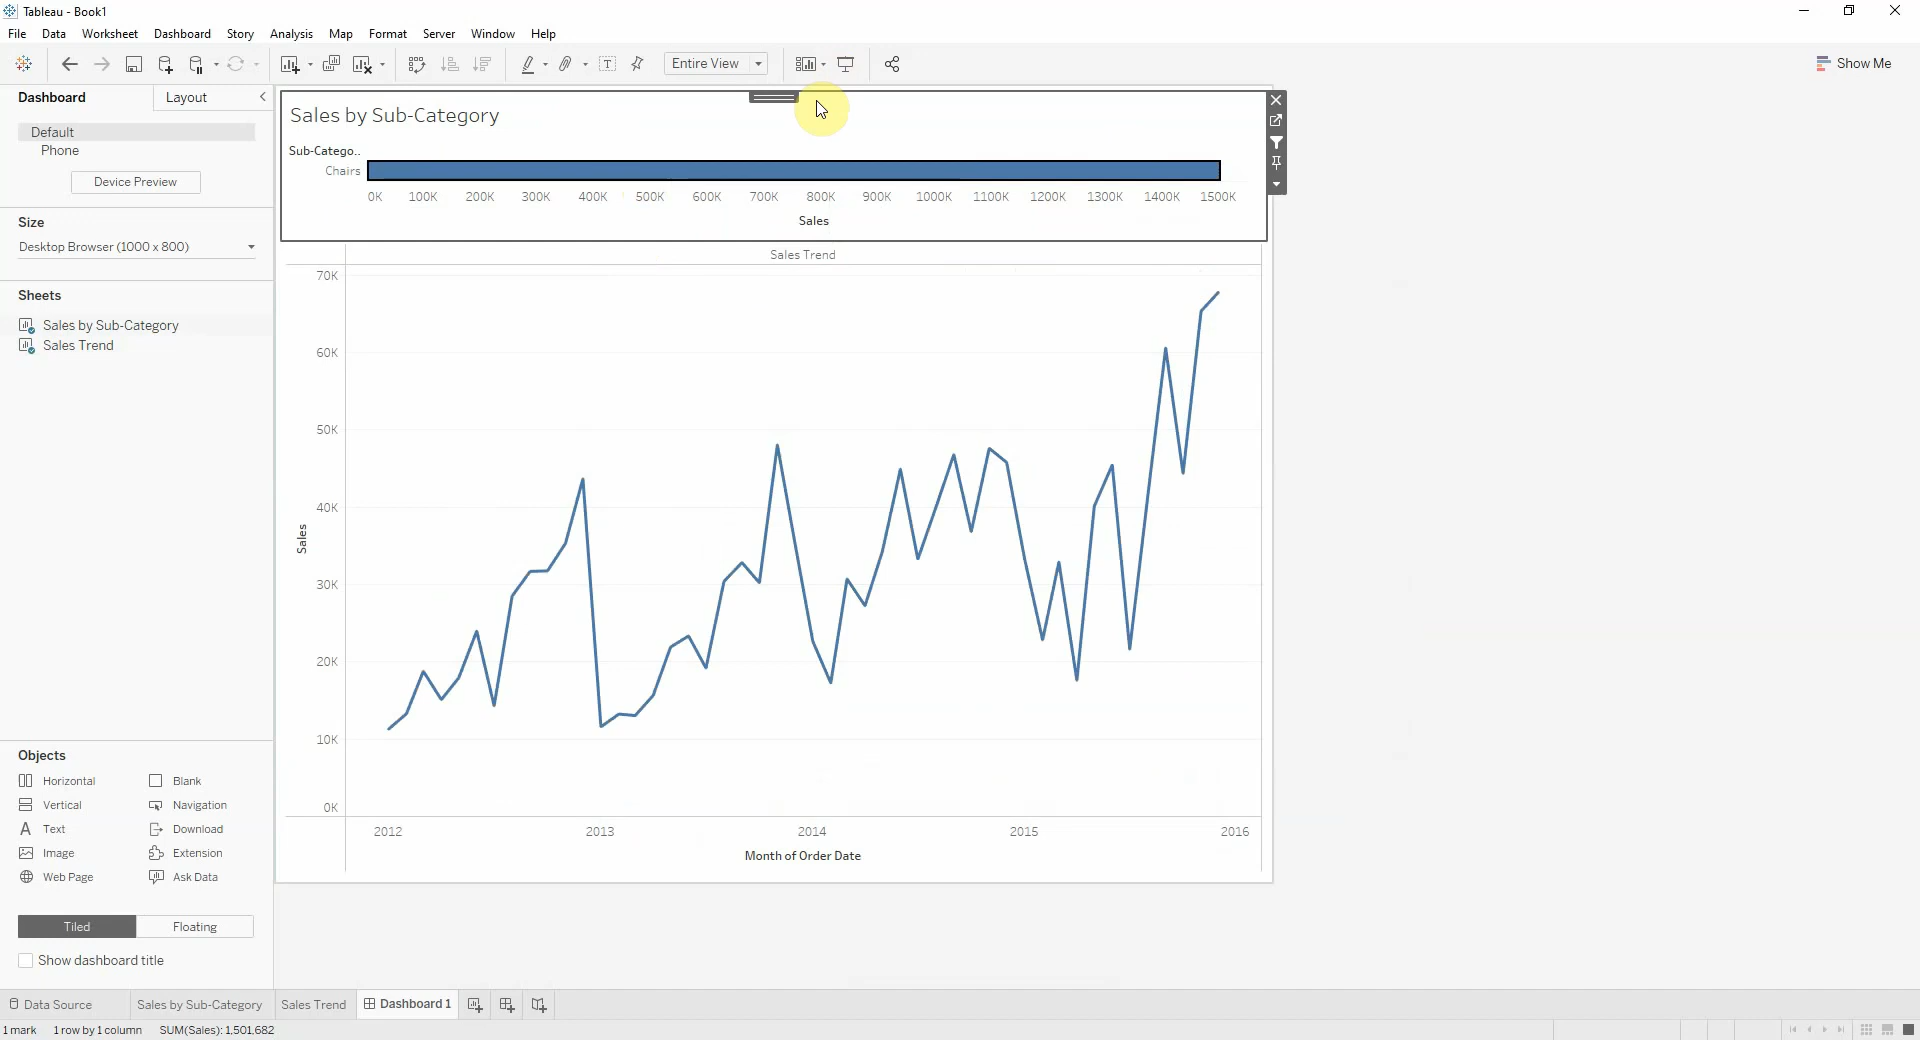 Tableau - Book1
File Data Worksheet Dashboard Story Analysis Map Format Server Window Help
Entire View
Show Me
Dashboard Layout
Default
Phone
Device Preview
Size
Desktop Browser (1000 x 800)
Sheets
Sales by Sub-Category
Sales Trend
Objects
Horizontal Blank
Vertical Navigation
Text Download
Image Extension
Web Page Ask Data
Tiled Floating
Show dashboard title
Sales by Sub-Category
Sub-Catego..
Chairs
0K 100K 200K 300K 400K 500K 600K 700K 800K 900K 1000K 1100K 1200K 1300K 1400K 1500K
Sales
Sales Trend
70K
60K
50K
40K
30K
20K
10K
0K
Sales
2012 2013 2014 2015 2016
Month of Order Date
Data Source Sales by Sub-Category Sales Trend Dashboard 1
1 mark 1 row by 1 column SUM(Sales): 1,501,682